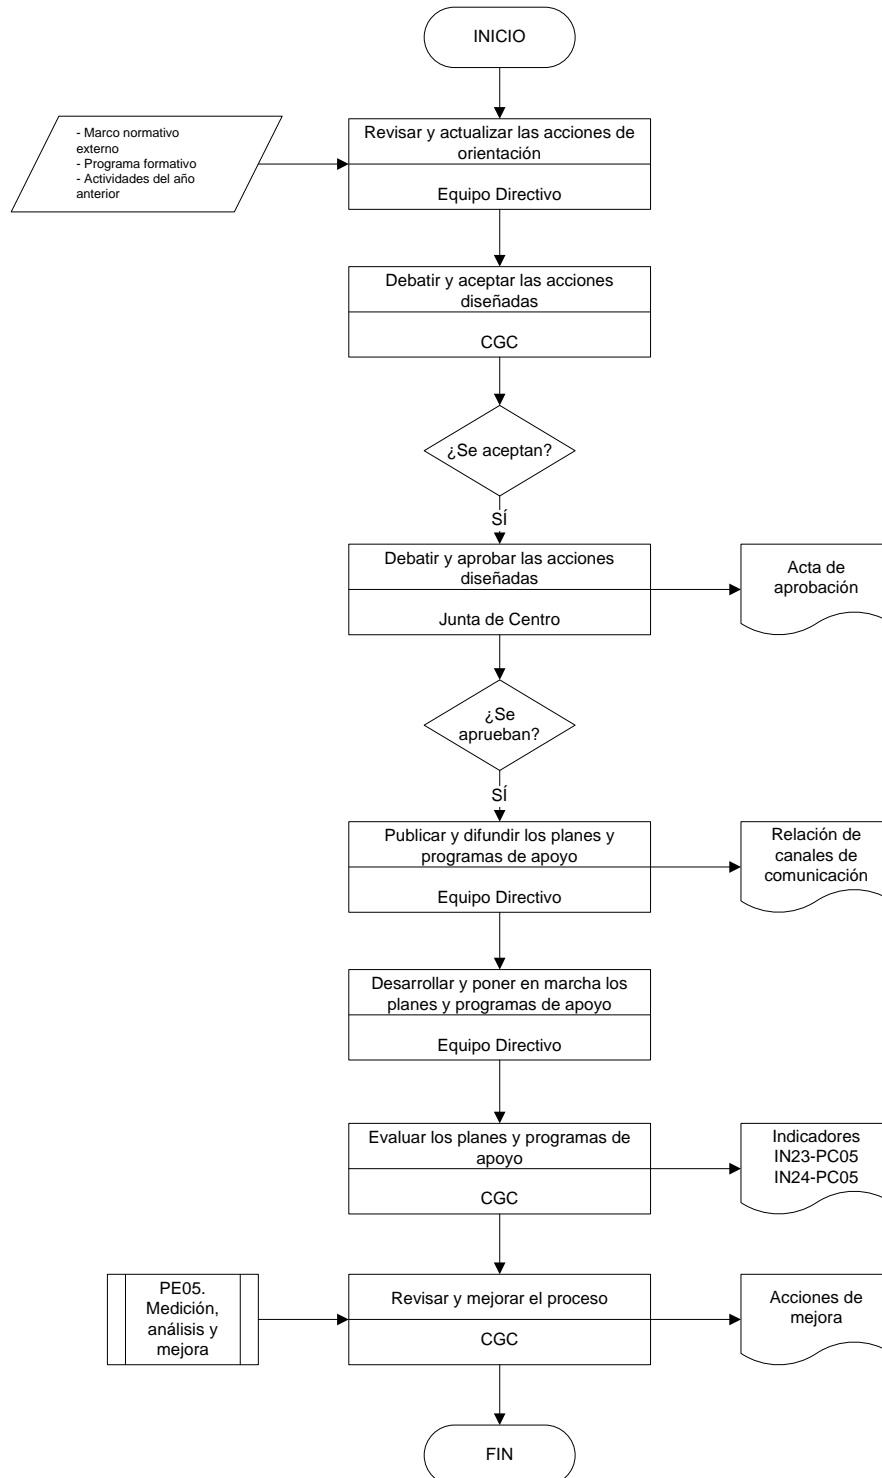 INICIO
- Marco normativo
externo
- Programa formativo
- Actividades del año
anterior
Revisar y actualizar las acciones de
orientación
Equipo Directivo
Debatir y aceptar las acciones
diseñadas
CGC
¿Se aceptan?
SÍ
Debatir y aprobar las acciones
diseñadas
Junta de Centro
Acta de
aprobación
¿Se
aprueban?
SÍ
Publicar y difundir los planes y
programas de apoyo
Equipo Directivo
Relación de
canales de
comunicación
Desarrollar y poner en marcha los
planes y programas de apoyo
Equipo Directivo
Evaluar los planes y programas de
apoyo
CGC
Indicadores
IN23-PC05
IN24-PC05
PE05.
Medición,
análisis y
mejora
Revisar y mejorar el proceso
CGC
Acciones de
mejora
FIN